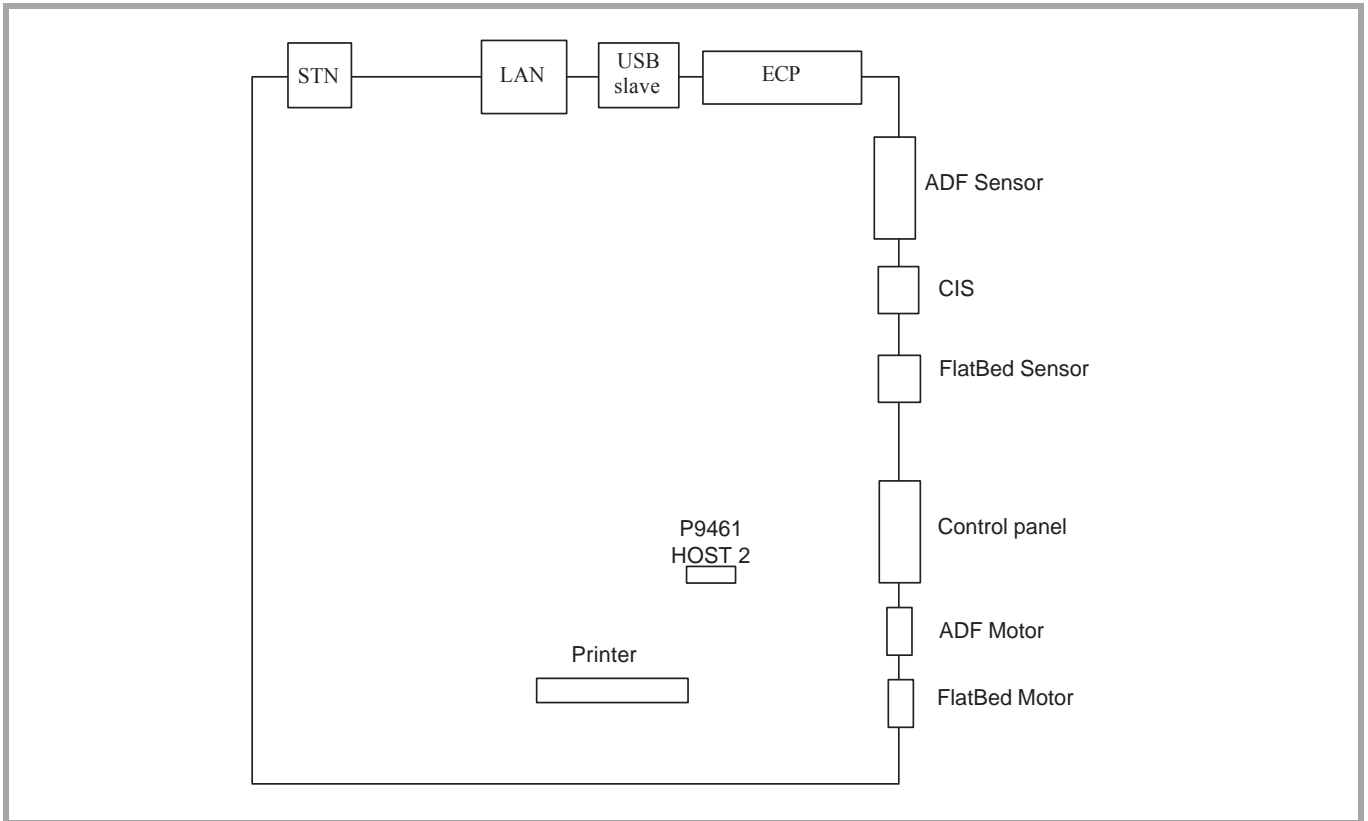 STN
LAN
USB
slave
ECP
ADF Sensor
CIS
FlatBed Sensor
Control panel
P9461
HOST 2
ADF Motor
Printer
FlatBed Motor